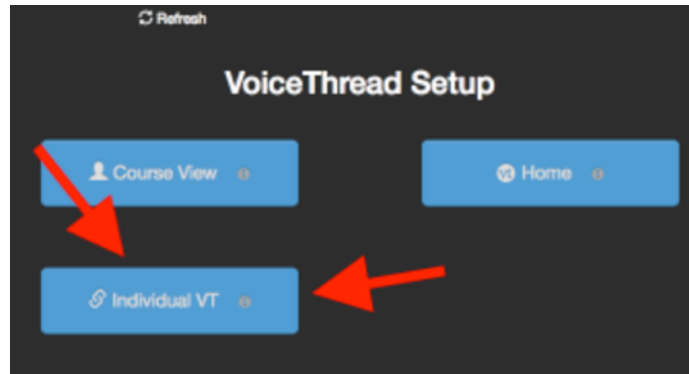 Refresh
VoiceThread Setup
Course View
Home
Individual VT